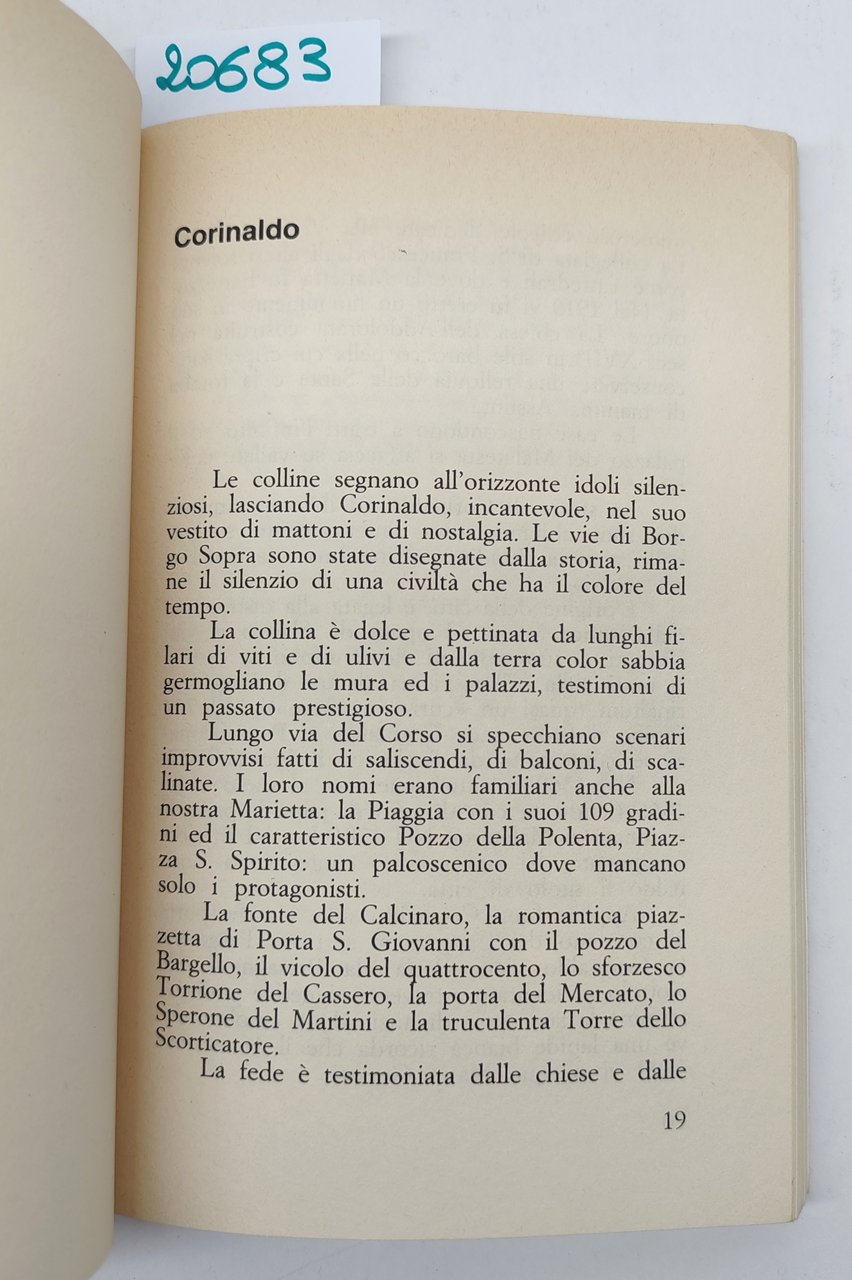 20683
Corinaldo
Le colline segnano all'orizzonte idoli silen-
ziosi, lasciando Corinaldo, incantevole, nel suo
vestito di mattoni e di nostalgia. Le vie di Bor-
go Sopra sono state disegnate dalla storia, rima-
ne il silenzio di una civiltà che ha il colore del
tempo.
La collina è dolce e pettinata da lunghi fi-
lari di viti e di ulivi e dalla terra color sabbia
germogliano le mura ed i palazzi, testimoni di
un passato prestigioso.
Lungo via del Corso si specchiano scenari
improvvisi fatti di saliscendi, di balconi, di sca-
linate. I loro nomi erano familiari anche alla
nostra Marietta: la Piaggia con i suoi 109 gradi-
ni ed il caratteristico Pozzo della Polenta, Piaz-
za S. Spirito: un palcoscenico dove mancano
solo i protagonisti.
La fonte del Calcinaro, la romantica piaz-
zetta di Porta S. Giovanni con il pozzo del
Bargello, il vicolo del quattrocento, lo sforzesco
Torrione del Cassero, la porta del Mercato, lo
Sperone del Martini e la truculenta Torre dello
Scorticatore.
La fede è testimoniata dalle chiese e dalle
19